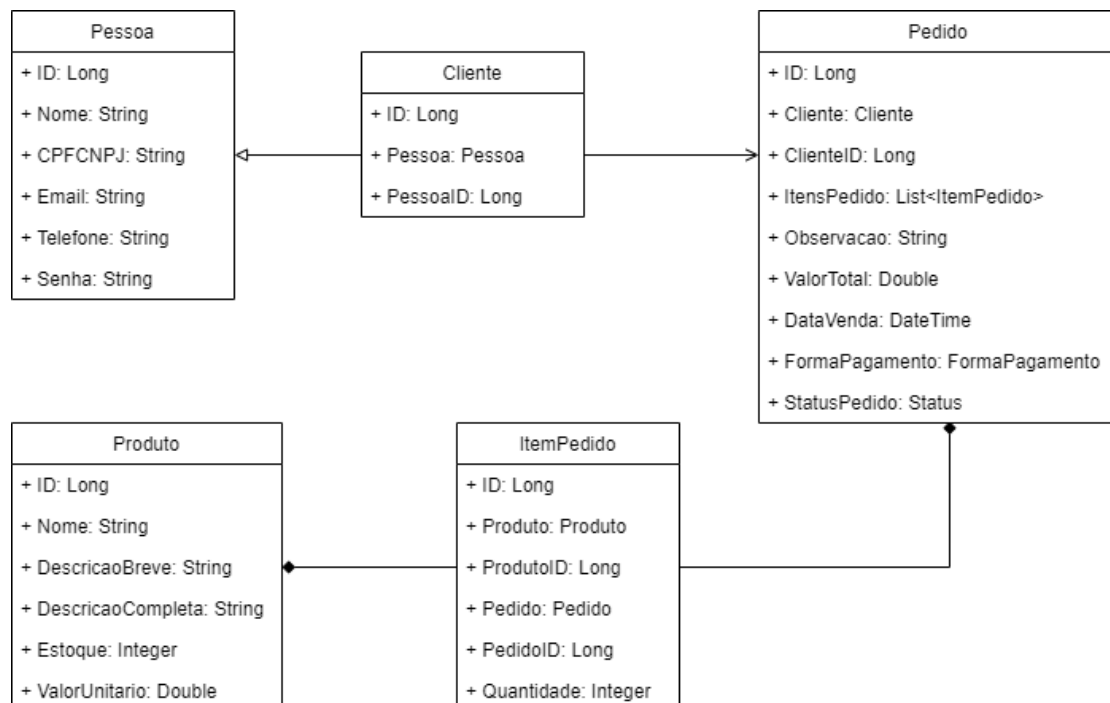 Pessoa
+ ID: Long
+ Nome: String
+ CPFCNPJ: String
+ Email: String
+ Telefone: String
+ Senha: String
Cliente
+ ID: Long
+ Pessoa: Pessoa
+ PessoaID: Long
Pedido
+ ID: Long
+ Cliente: Cliente
+ ClienteID: Long
+ ItensPedido: List<ItemPedido>
+ Observacao: String
+ ValorTotal: Double
+ DataVenda: DateTime
+ FormaPagamento: FormaPagamento
+ StatusPedido: Status
Produto
+ ID: Long
+ Nome: String
+ DescricaoBreve: String
+ DescricaoCompleta: String
+ Estoque: Integer
+ ValorUnitario: Double
ItemPedido
+ ID: Long
+ Produto: Produto
+ ProdutoID: Long
+ Pedido: Pedido
+ PedidoID: Long
+ Quantidade: Integer